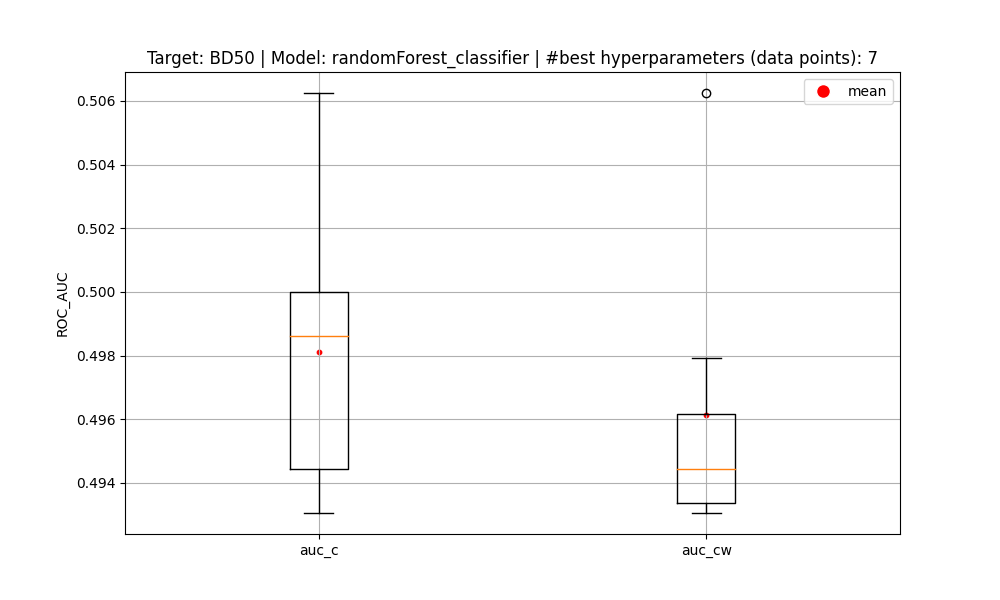 Target: BD50 | Model: randomForest_classifier | #best hyperparameters (data points): 7
mean
0.506
0.504
0.502
0.500
0.498
0.496
0.494
ROC_AUC
auc_c
auc_cw